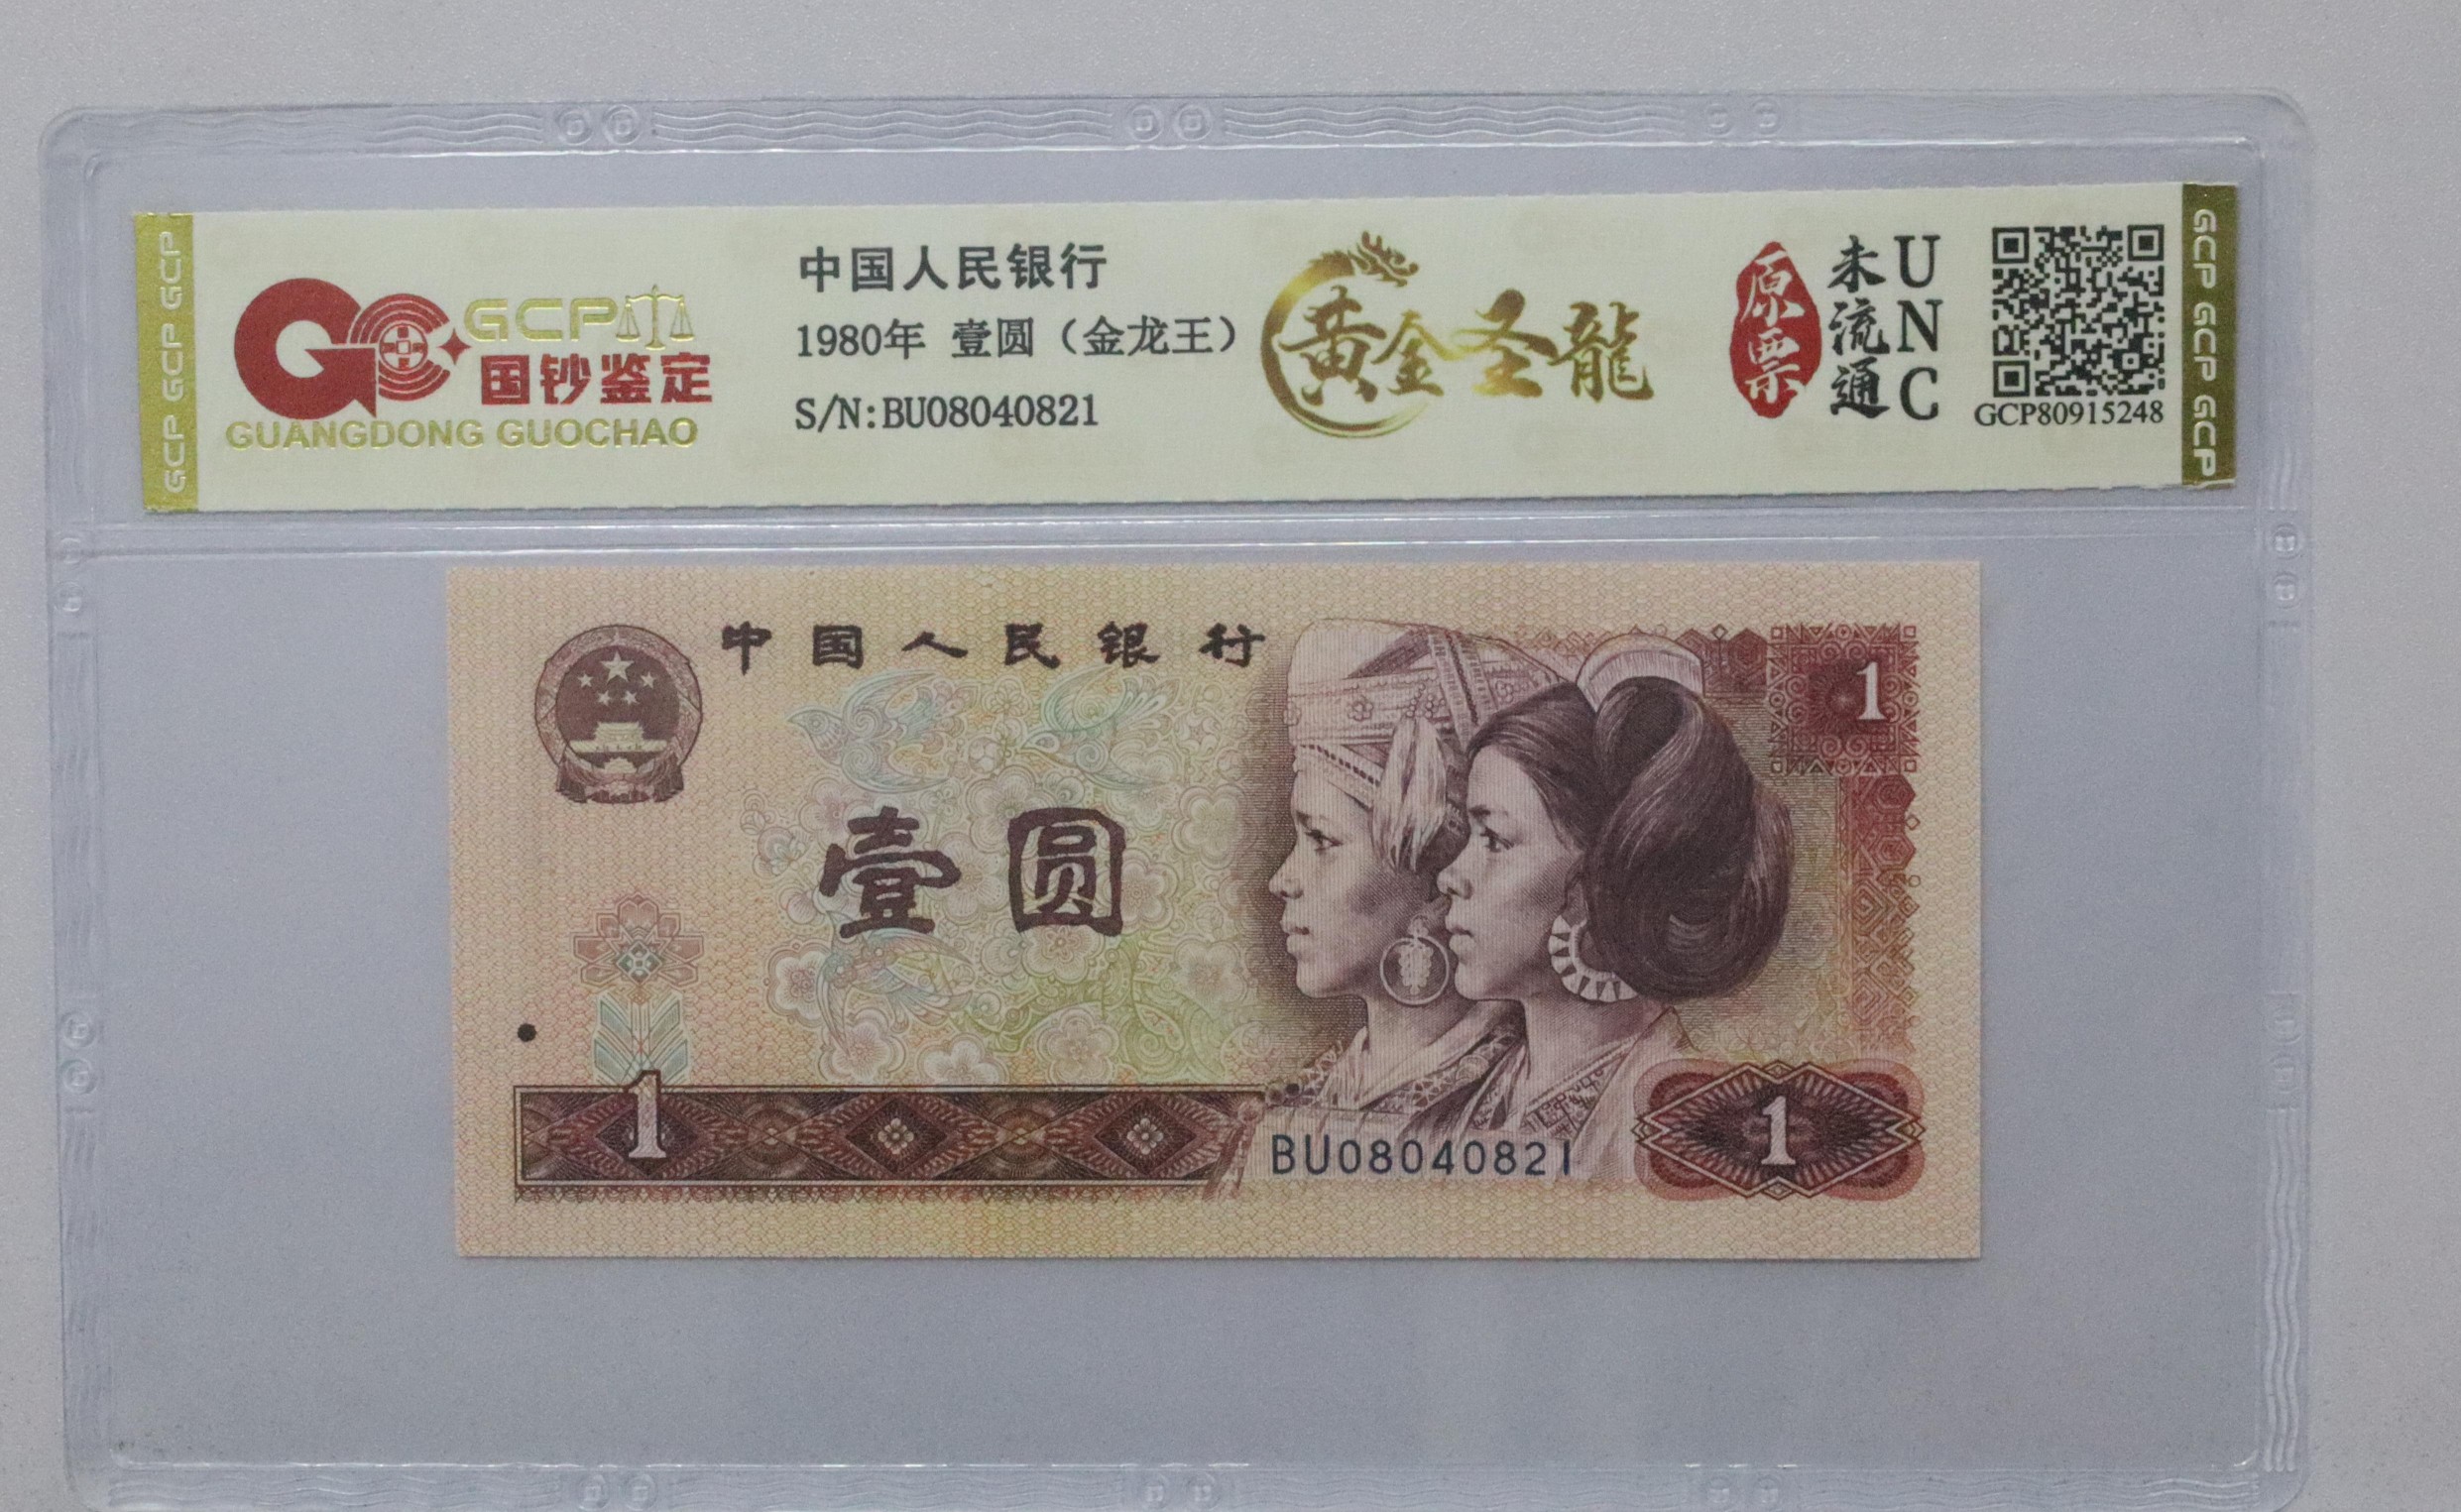 GCP GCP GCP
GCP
国钞鉴定
GUANGDONG GUOCHAO
中国人民银行
1980年 壹圆（金龙王）
S/N:BU08040821
黄金圣龍
原票
未流通
UNC
GCP80915248
GCP GCP GCP
中国人民银行
1
壹圆
1
BU08040821
1